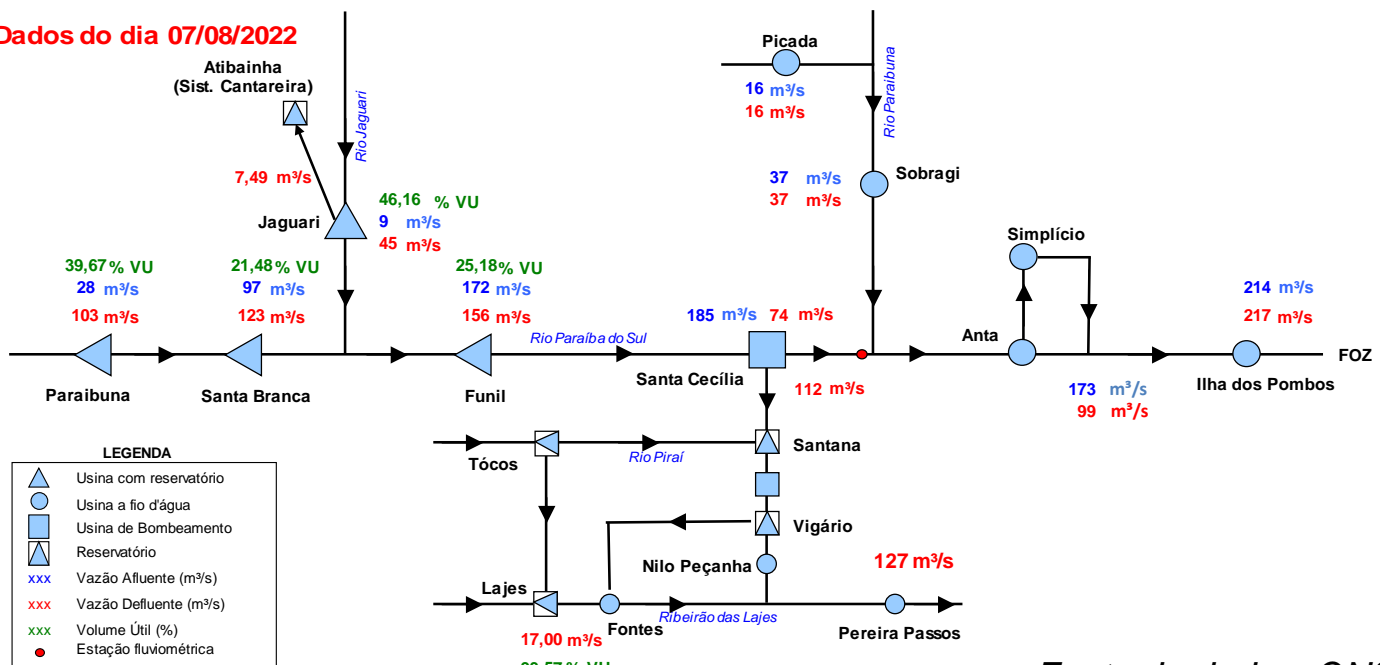 Dados do dia 07/08/2022
Atibainha
(Sist. Cantareira)
Rio Jaguari
7,49 m³/s
Jaguari
46,16 % VU
9 m³/s
45 m³/s
Picada
16 m³/s
16 m³/s
Rio Paraibuna
37 m³/s
37 m³/s
Sobragi
39,67% VU
28 m³/s
103 m³/s
Paraibuna
21,48% VU
97 m³/s
123 m³/s
Santa Branca
25,18% VU
172 m³/s
156 m³/s
Funil
Rio Paraíba do Sul
185 m³/s 74 m³/s
Santa Cecília
112 m³/s
Simplício
Anta
173 m³/s
99 m³/s
214 m³/s
217 m³/s
Ilha dos Pombos
FOZ
Tócos
Rio Piraí
Santana
Vigário
Nilo Peçanha
127 m³/s
Lajes
17,00 m³/s
Fontes
Ribeirão das Lajes
Pereira Passos
LEGENDA
Usina com reservatório
Usina a fio d'água
Usina de Bombeamento
Reservatório
xxx Vazão Afluente (m³/s)
xxx Vazão Defluente (m³/s)
xxx Volume Útil (%)
Estação fluviométrica